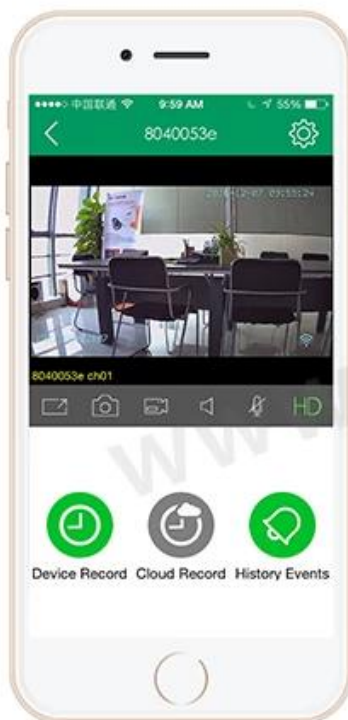 中国联通 9:59 AM 55%
8040053e
8040053e ch01
HD
Device Record Cloud Record History Events